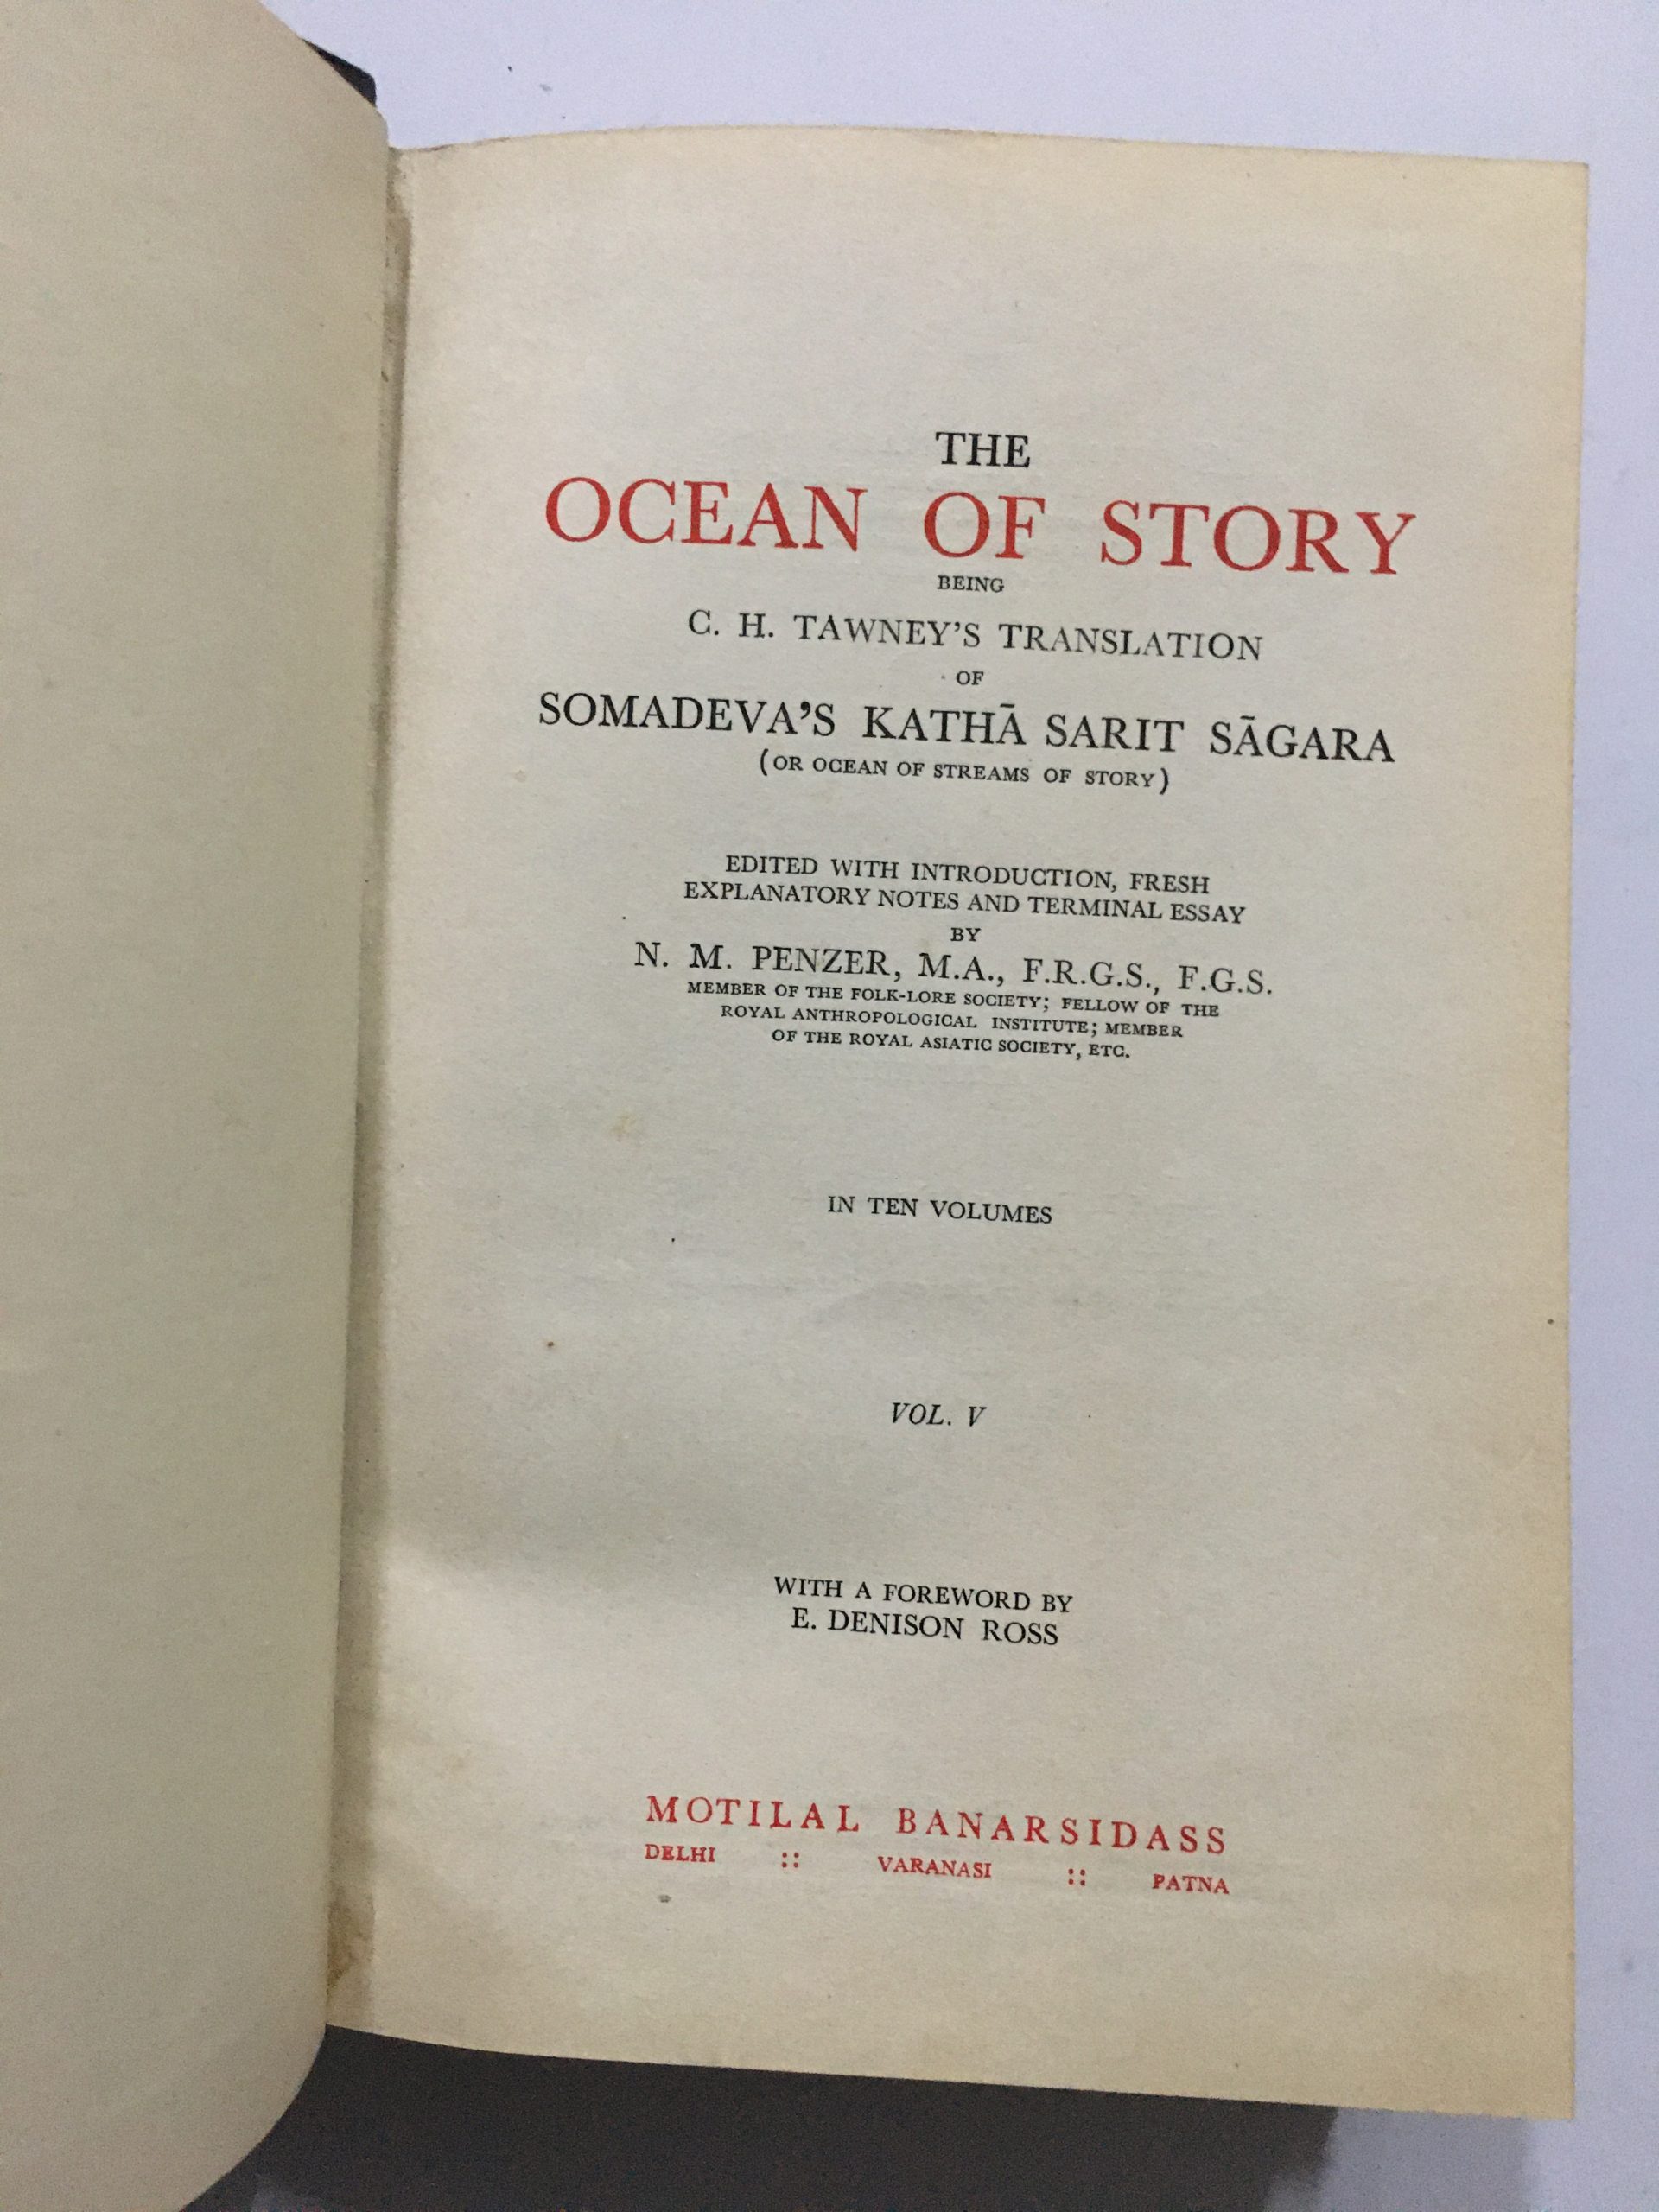 THE
OCEAN OF STORY
BEING
C. H. TAWNEY'S TRANSLATION
OF
SOMADEVA'S KATHĀ SARIT SĀGARA
(OR OCEAN OF STREAMS OF STORY)
EDITED WITH INTRODUCTION, FRESH
EXPLANATORY NOTES AND TERMINAL ESSAY
BY
N. M. PENZER, M.A., F.R.G.S., F.G.S.
MEMBER OF THE FOLK-LORE SOCIETY; FELLOW OF THE
ROYAL ANTHROPOLOGICAL INSTITUTE; MEMBER
OF THE ROYAL ASIATIC SOCIETY, ETC.
IN TEN VOLUMES
VOL. V
WITH A FOREWORD BY
E. DENISON ROSS
MOTILAL BANARSIDASS
DELHI :: VARANASI :: PATNA